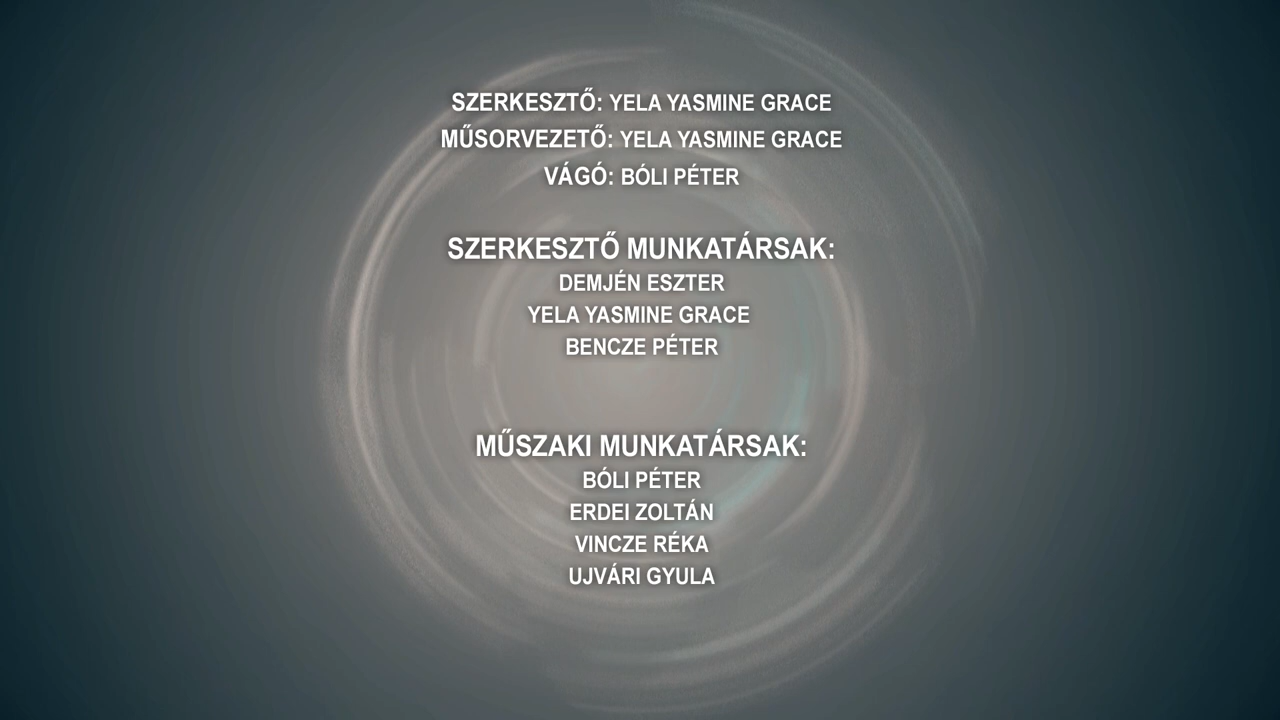 SZERKESZTŐ: YELA YASMINE GRACE
MŰSORVEZETŐ: YELA YASMINE GRACE
VÁGÓ: BÓLI PÉTER
SZERKESZTŐ MUNKATÁRSAK:
DEMJÉN ESZTER
YELA YASMINE GRACE
BENCZE PÉTER
MŰSZAKI MUNKATÁRSAK:
BÓLI PÉTER
ERDEI ZOLTÁN
VINCZE RÉKA
UJVÁRI GYULA